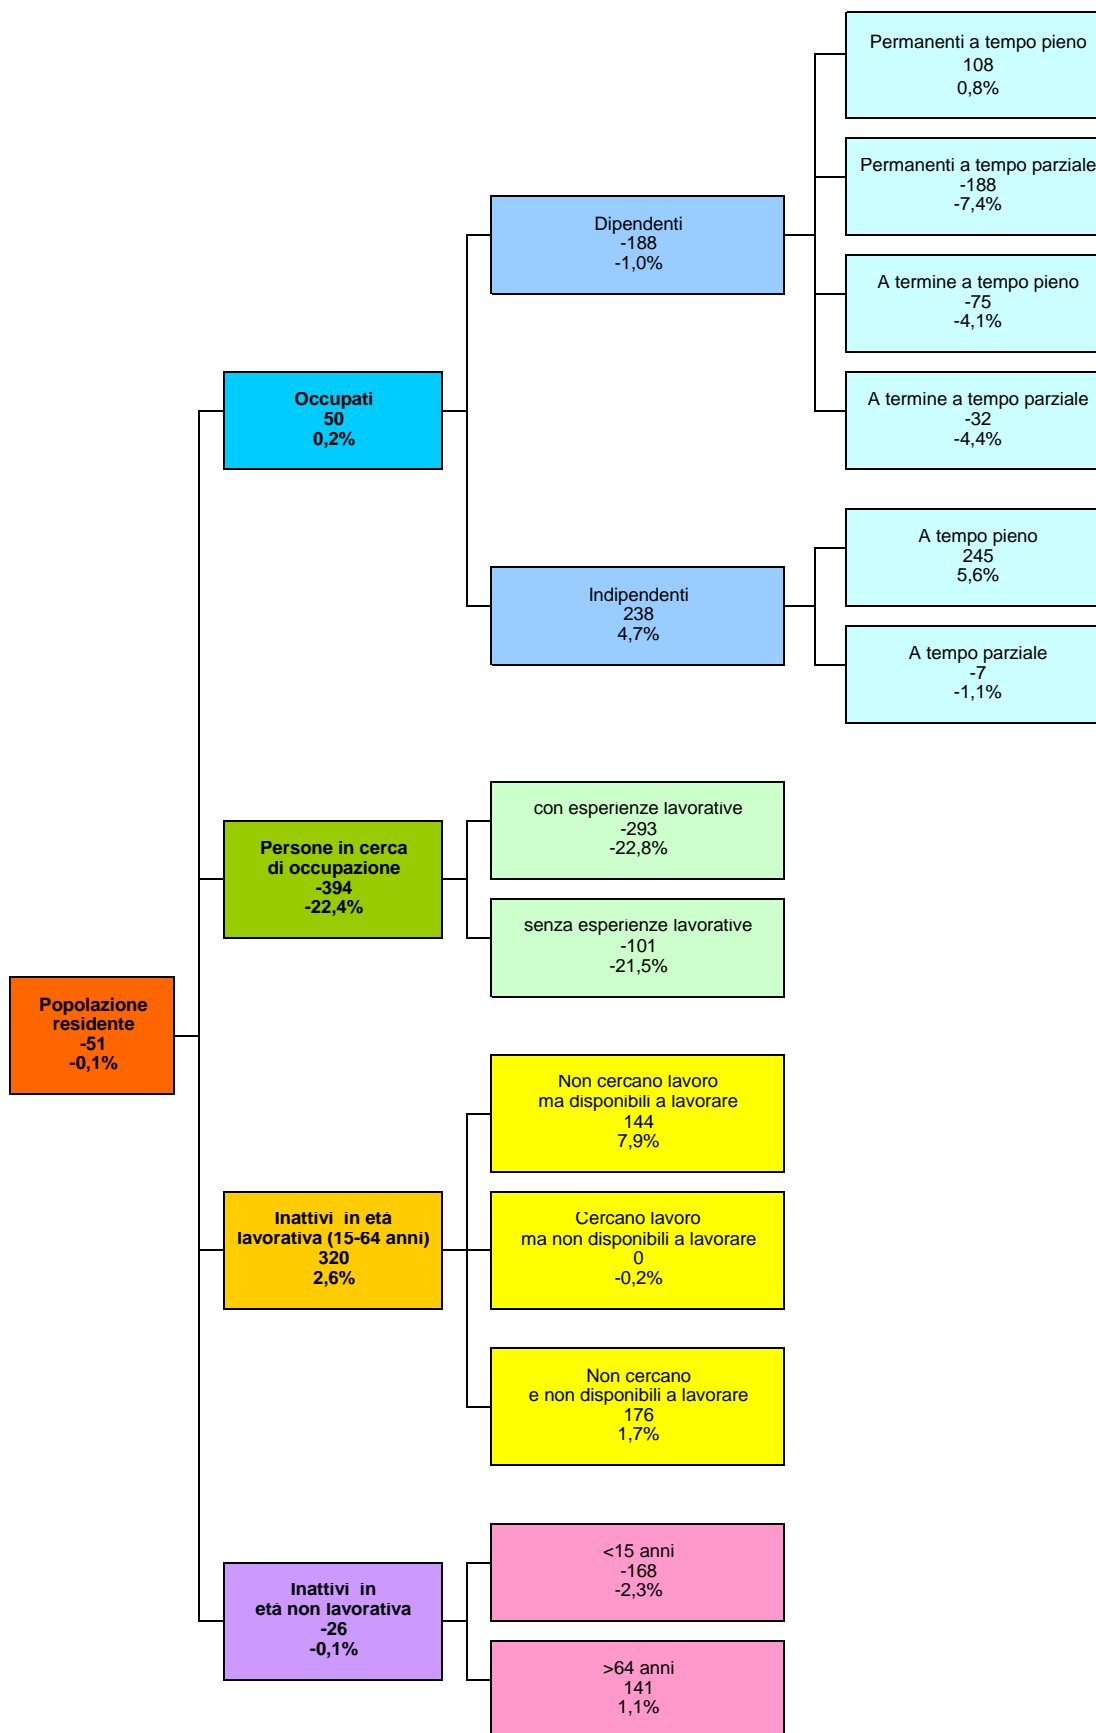 Permanenti a tempo pieno
108
0,8%
Permanenti a tempo parziale
-188
-7,4%
Dipendenti
-188
-1,0%
A termine a tempo pieno
-75
-4,1%
Occupati
50
0,2%
A termine a tempo parziale
-32
-4,4%
A tempo pieno
245
5,6%
Indipendenti
238
4,7%
A tempo parziale
-7
-1,1%
con esperienze lavorative
-293
-22,8%
Persone in cerca
di occupazione
-394
-22,4%
senza esperienze lavorative
-101
-21,5%
Popolazione
residente
-51
-0,1%
Non cercano lavoro
ma disponibili a lavorare
144
7,9%
Inattivi in età
lavorativa (15-64 anni)
320
2,6%
Cercano lavoro
ma non disponibili a lavorare
0
-0,2%
Non cercano
e non disponibili a lavorare
176
1,7%
<15 anni
-168
-2,3%
Inattivi in
età non lavorativa
-26
-0,1%
>64 anni
141
1,1%